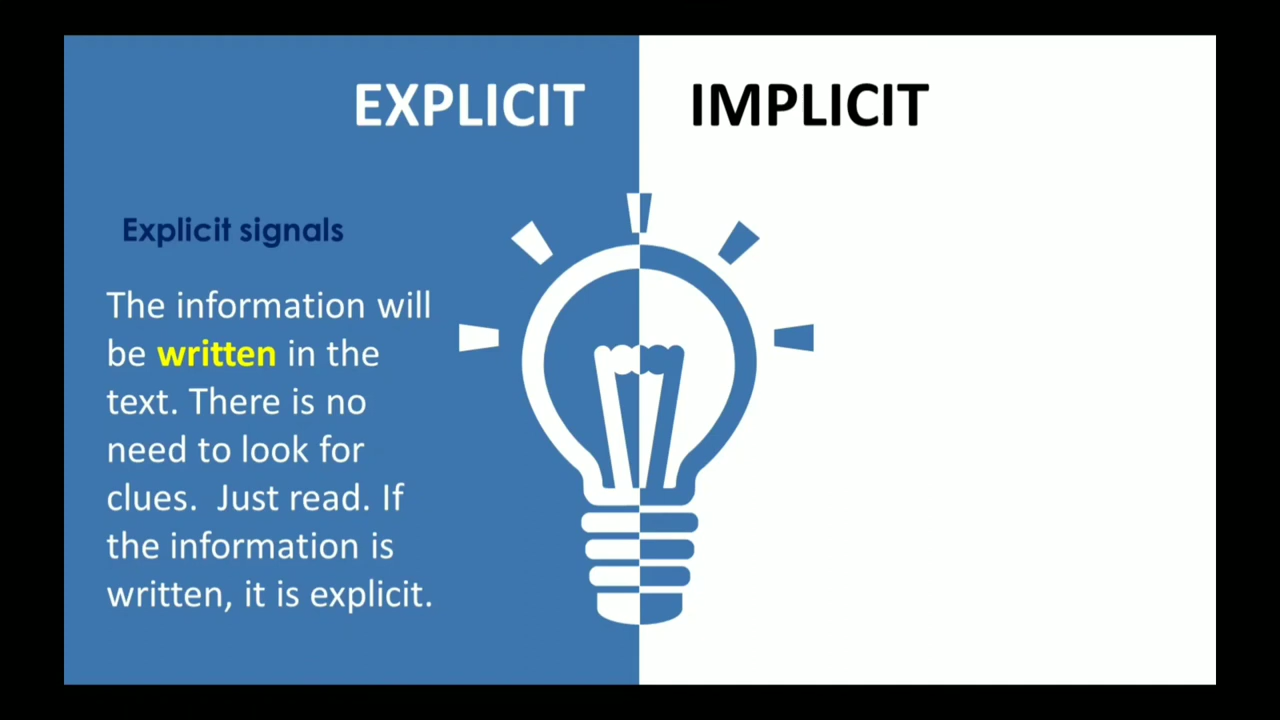 EXPLICIT
IMPLICIT
Explicit signals
The information will
be written in the
text. There is no
need to look for
clues.  Just read. If
the information is
written, it is explicit.